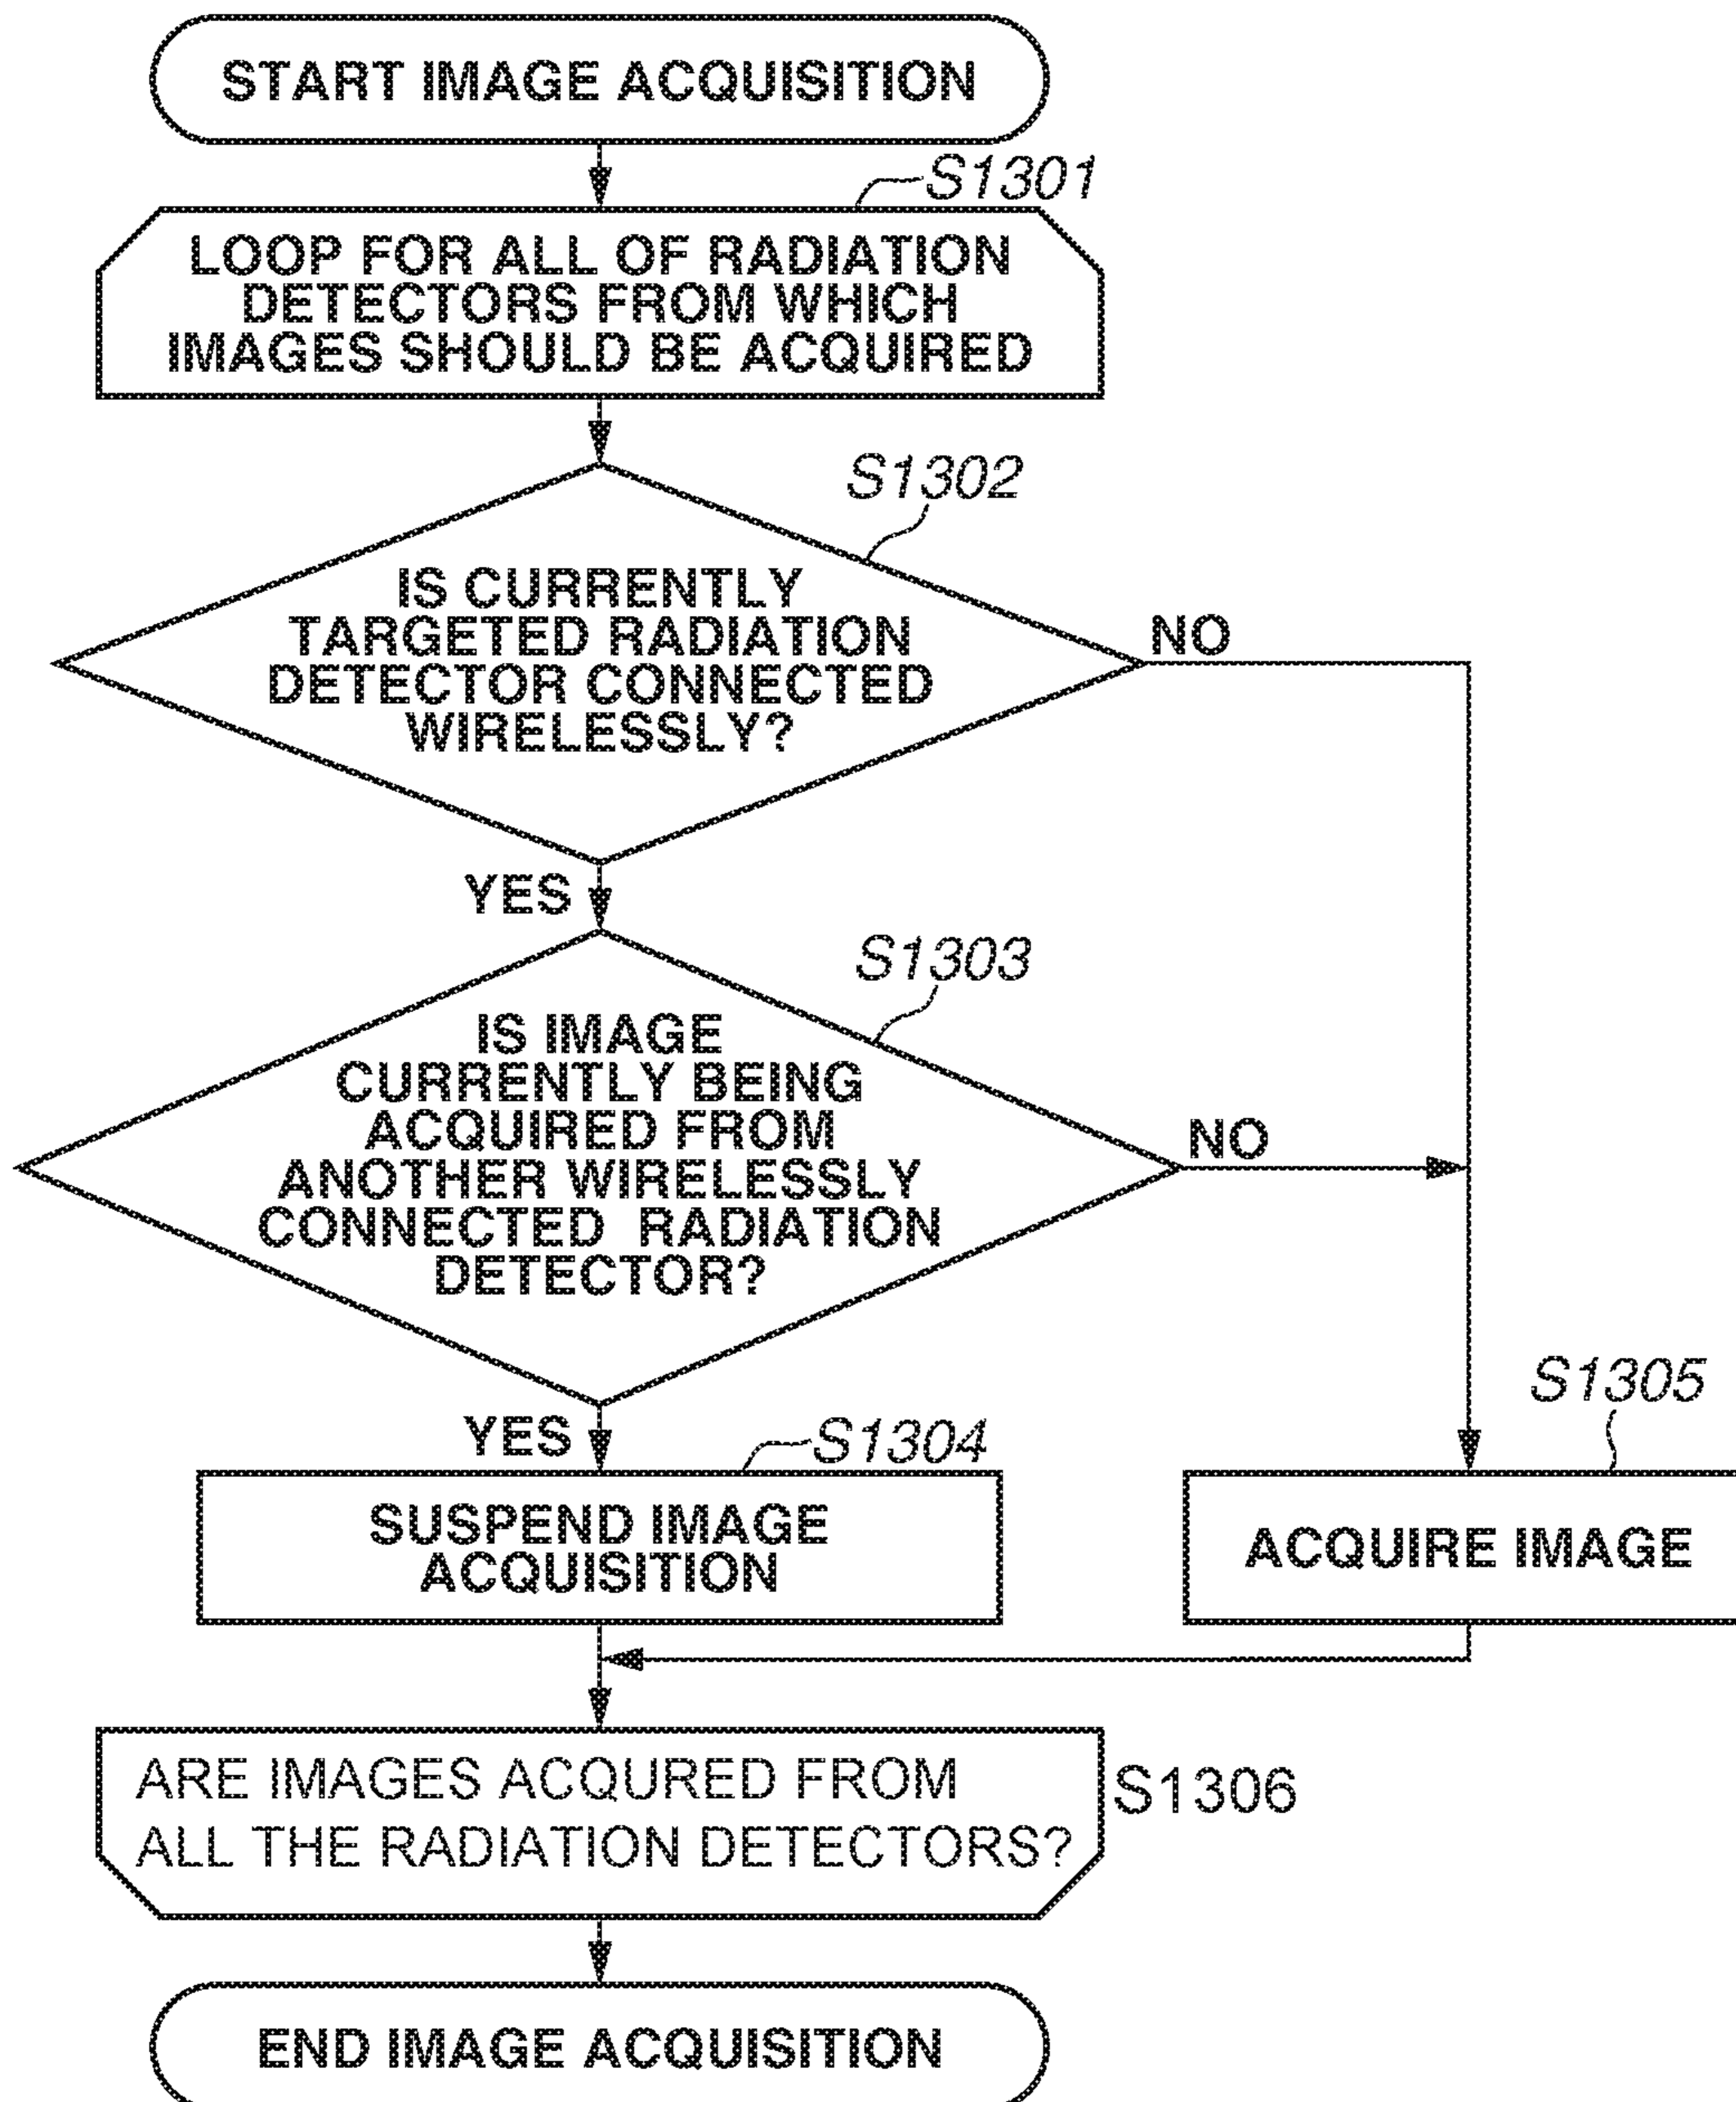 START IMAGE ACQUISITION
S1301
LOOP FOR ALL OF RADIATION
DETECTORS FROM WHICH
IMAGES SHOULD BE ACQUIRED
S1302
IS CURRENTLY
TARGETED RADIATION
DETECTOR CONNECTED
WIRELESSLY?
NO
YES
S1303
IS IMAGE
CURRENTLY BEING
ACQUIRED FROM
ANOTHER WIRELESSLY
CONNECTED RADIATION
DETECTOR?
NO
YES
S1304
SUSPEND IMAGE
ACQUISITION
S1305
ACQUIRE IMAGE
ARE IMAGES ACQURED FROM
ALL THE RADIATION DETECTORS?
S1306
END IMAGE ACQUISITION